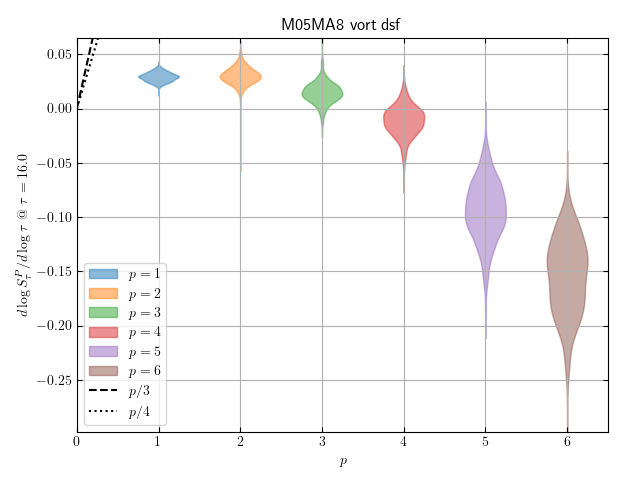 M05MA8 vort dsf
d log S_τ^P / d log τ @ τ = 16.0
0.05
0.00
−0.05
−0.10
−0.15
−0.20
−0.25
p = 1
p = 2
p = 3
p = 4
p = 5
p = 6
p/3
p/4
0 1 2 3 4 5 6
p